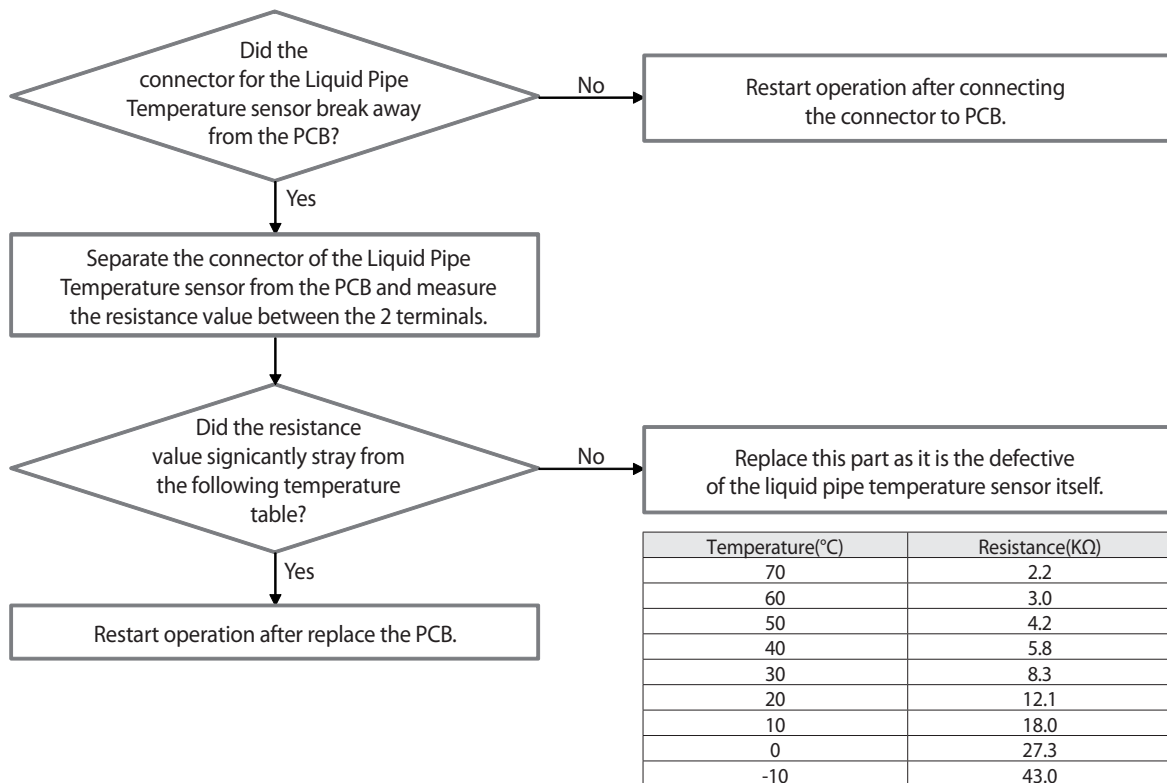 Did the
connector for the Liquid Pipe
Temperature sensor break away
from the PCB?
No
Restart operation after connecting
the connector to PCB.
Yes
Separate the connector of the Liquid Pipe
Temperature sensor from the PCB and measure
the resistance value between the 2 terminals.
Did the resistance
value signicantly stray from
the following temperature
table?
No
Replace this part as it is the defective
of the liquid pipe temperature sensor itself.
Yes
Restart operation after replace the PCB.
Temperature(°C) Resistance(KΩ)
70 2.2
60 3.0
50 4.2
40 5.8
30 8.3
20 12.1
10 18.0
0 27.3
-10 43.0